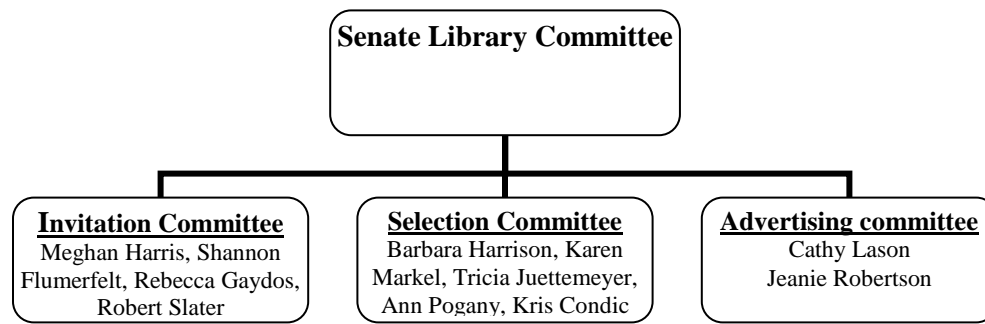 Senate Library Committee
Invitation Committee
Meghan Harris, Shannon
Flumerfelt, Rebecca Gaydos,
Robert Slater
Selection Committee
Barbara Harrison, Karen
Markel, Tricia Juettemeyer,
Ann Pogany, Kris Condic
Advertising committee
Cathy Lason
Jeanie Robertson